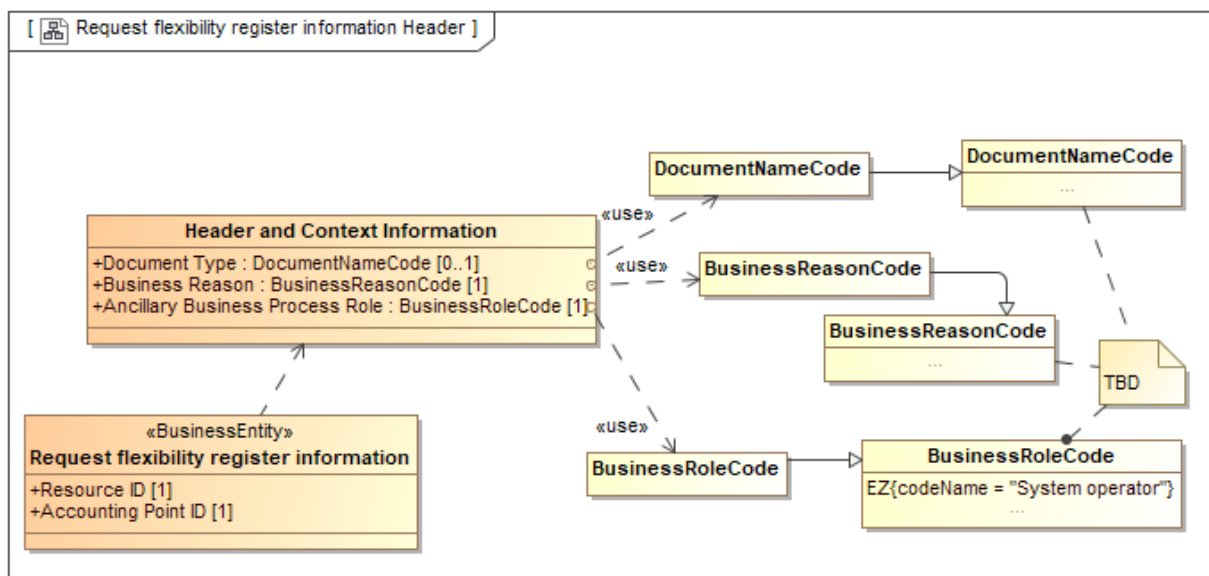 [ Request flexibility register information Header ]
DocumentNameCode
DocumentNameCode
...
«use»
Header and Context Information
+Document Type : DocumentNameCode [0..1]
+Business Reason : BusinessReasonCode [1]
+Ancillary Business Process Role : BusinessRoleCode [1]
«use»
BusinessReasonCode
BusinessReasonCode
...
TBD
«use»
BusinessRoleCode
BusinessRoleCode
EZ{codeName = "System operator"}
...
«BusinessEntity»
Request flexibility register information
+Resource ID [1]
+Accounting Point ID [1]